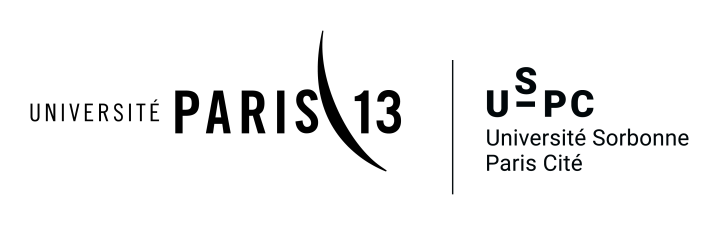 UNIVERSITÉ PARIS 13
USPC
Université Sorbonne
Paris Cité